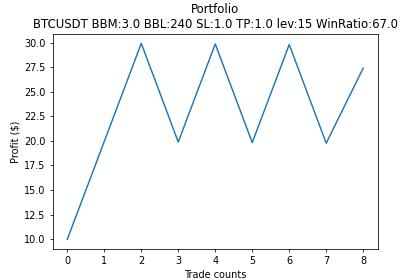 Portfolio
BTCUSDT BBM:3.0 BBL:240 SL:1.0 TP:1.0 lev:15 WinRatio:67.0
30.0
27.5
25.0
22.5
20.0
17.5
15.0
12.5
10.0
Profit ($)
0 1 2 3 4 5 6 7 8
Trade counts